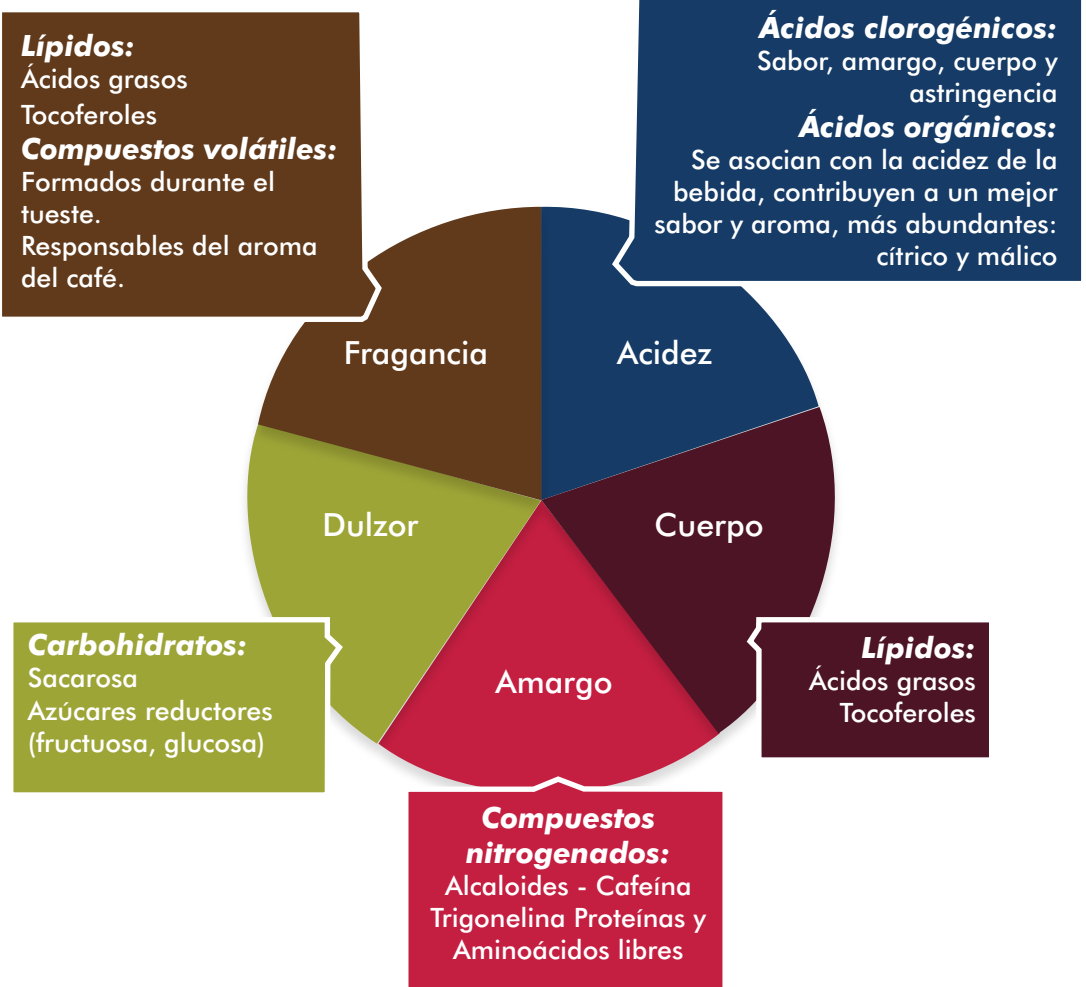 Lípidos:
Ácidos grasos
Tocoferoles
Compuestos volátiles:
Formados durante el
tueste.
Responsables del aroma
del café.
Ácidos clorogénicos:
Sabor, amargo, cuerpo y
astringencia
Ácidos orgánicos:
Se asocian con la acidez de la
bebida, contribuyen a un mejor
sabor y aroma, más abundantes:
cítrico y málico
Fragancia
Acidez
Dulzor
Cuerpo
Amargo
Carbohidratos:
Sacarosa
Azúcares reductores
(fructuosa, glucosa)
Lípidos:
Ácidos grasos
Tocoferoles
Compuestos
nitrogenados:
Alcaloides - Cafeína
Trigonelina Proteínas y
Aminoácidos libres